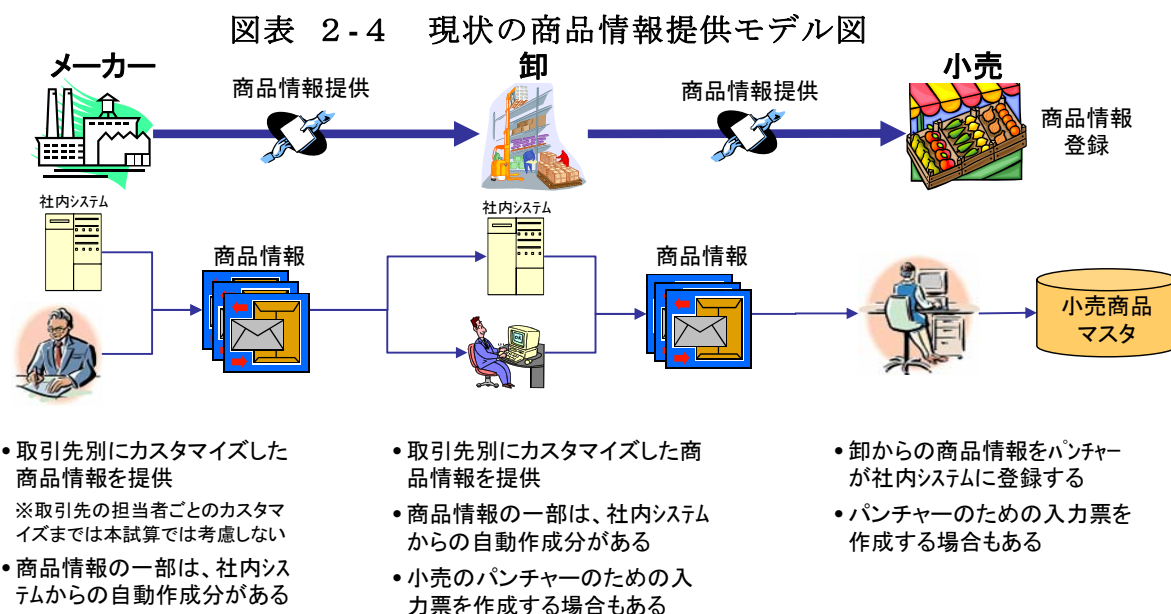 図表 2-4 現状の商品情報提供モデル図
メーカー
卸
小売
商品情報提供
商品情報提供
商品情報
登録
社内ｼｽﾃﾑ
社内ｼｽﾃﾑ
商品情報
商品情報
小売商品
マスタ
• 取引先別にカスタマイズした
商品情報を提供
※取引先の担当者ごとのカスタマ
イズまでは本試算では考慮しない
• 商品情報の一部は、社内ｼｽ
ﾃﾑからの自動作成分がある
• 取引先別にカスタマイズした商
品情報を提供
• 商品情報の一部は、社内ｼｽﾃﾑ
からの自動作成分がある
• 小売のパンチャーのための入
力票を作成する場合もある
• 卸からの商品情報をﾊﾟﾝﾁｬｰ
が社内ｼｽﾃﾑに登録する
• パンチャーのための入力票を
作成する場合もある